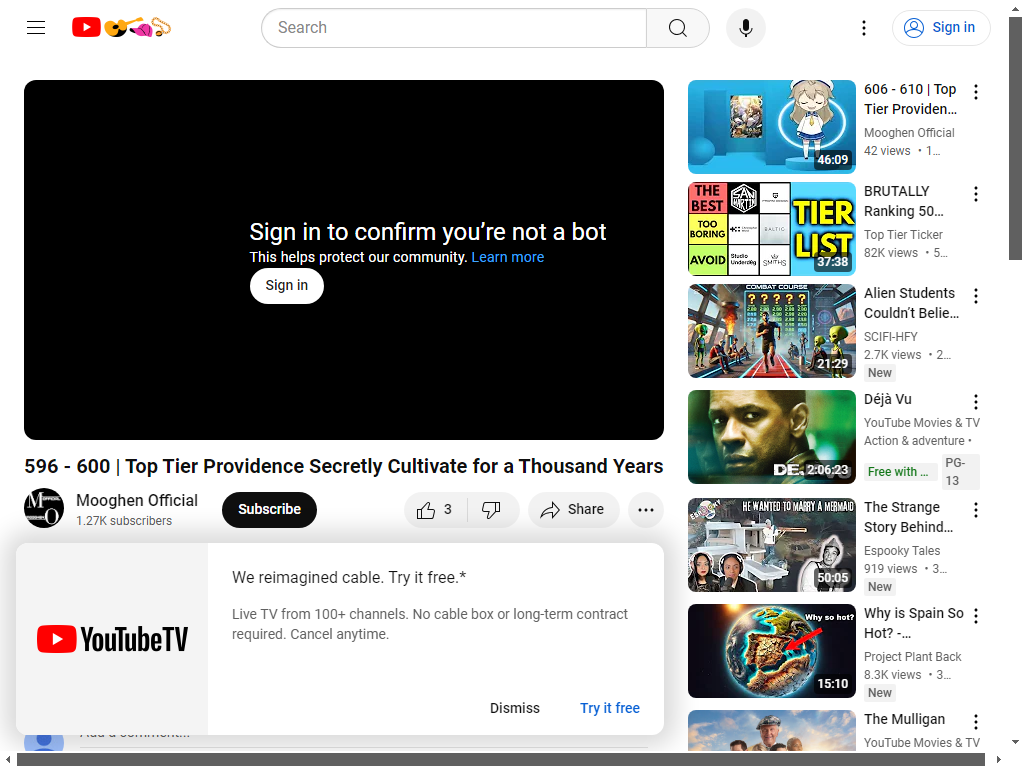 Search
Sign in
Sign in to confirm you're not a bot
This helps protect our community. Learn more
Sign in
596 - 600 | Top Tier Providence Secretly Cultivate for a Thousand Years
Mooghen Official
1.27K subscribers
Subscribe
3
Share
We reimagined cable. Try it free.*
Live TV from 100+ channels. No cable box or long-term contract
required. Cancel anytime.
YouTubeTV
Dismiss
Try it free
Add a comment...
606 - 610 | Top
Tier Providen…
Mooghen Official
42 views • 1…
46:09
THE BEST
SAN MARTIN
TOO BORING
BALTIC
AVOID
Studio Underd0g
SMITHS
TIER LIST
37:38
BRUTALLY
Ranking 50…
Top Tier Ticker
82K views • 5…
COMBAT COURSE
? ? ? ? ?
21:29
Alien Students
Couldn't Belie…
SCIFI-HFY
2.7K views • 2…
New
DE
2:06:23
Déjà Vu
YouTube Movies & TV
Action & adventure •
Free with …
PG-
13
HE WANTED TO MARRY A MERMAID
50:05
The Strange
Story Behind…
Espooky Tales
919 views • 3…
New
Why so hot?
15:10
Why is Spain So
Hot? -…
Project Plant Back
8.3K views • 3…
New
The Mulligan
YouTube Movies & TV